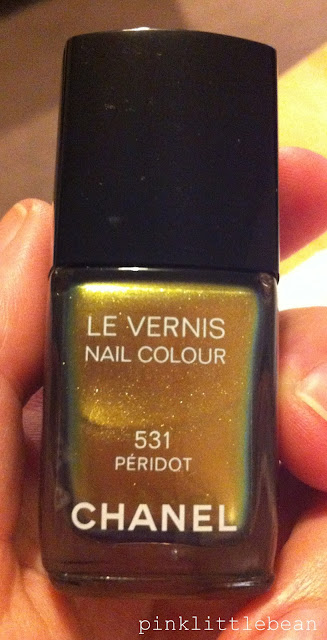 LE VERNIS
NAIL COLOUR
531
PÉRIDOT
CHANEL
pinklittlebean